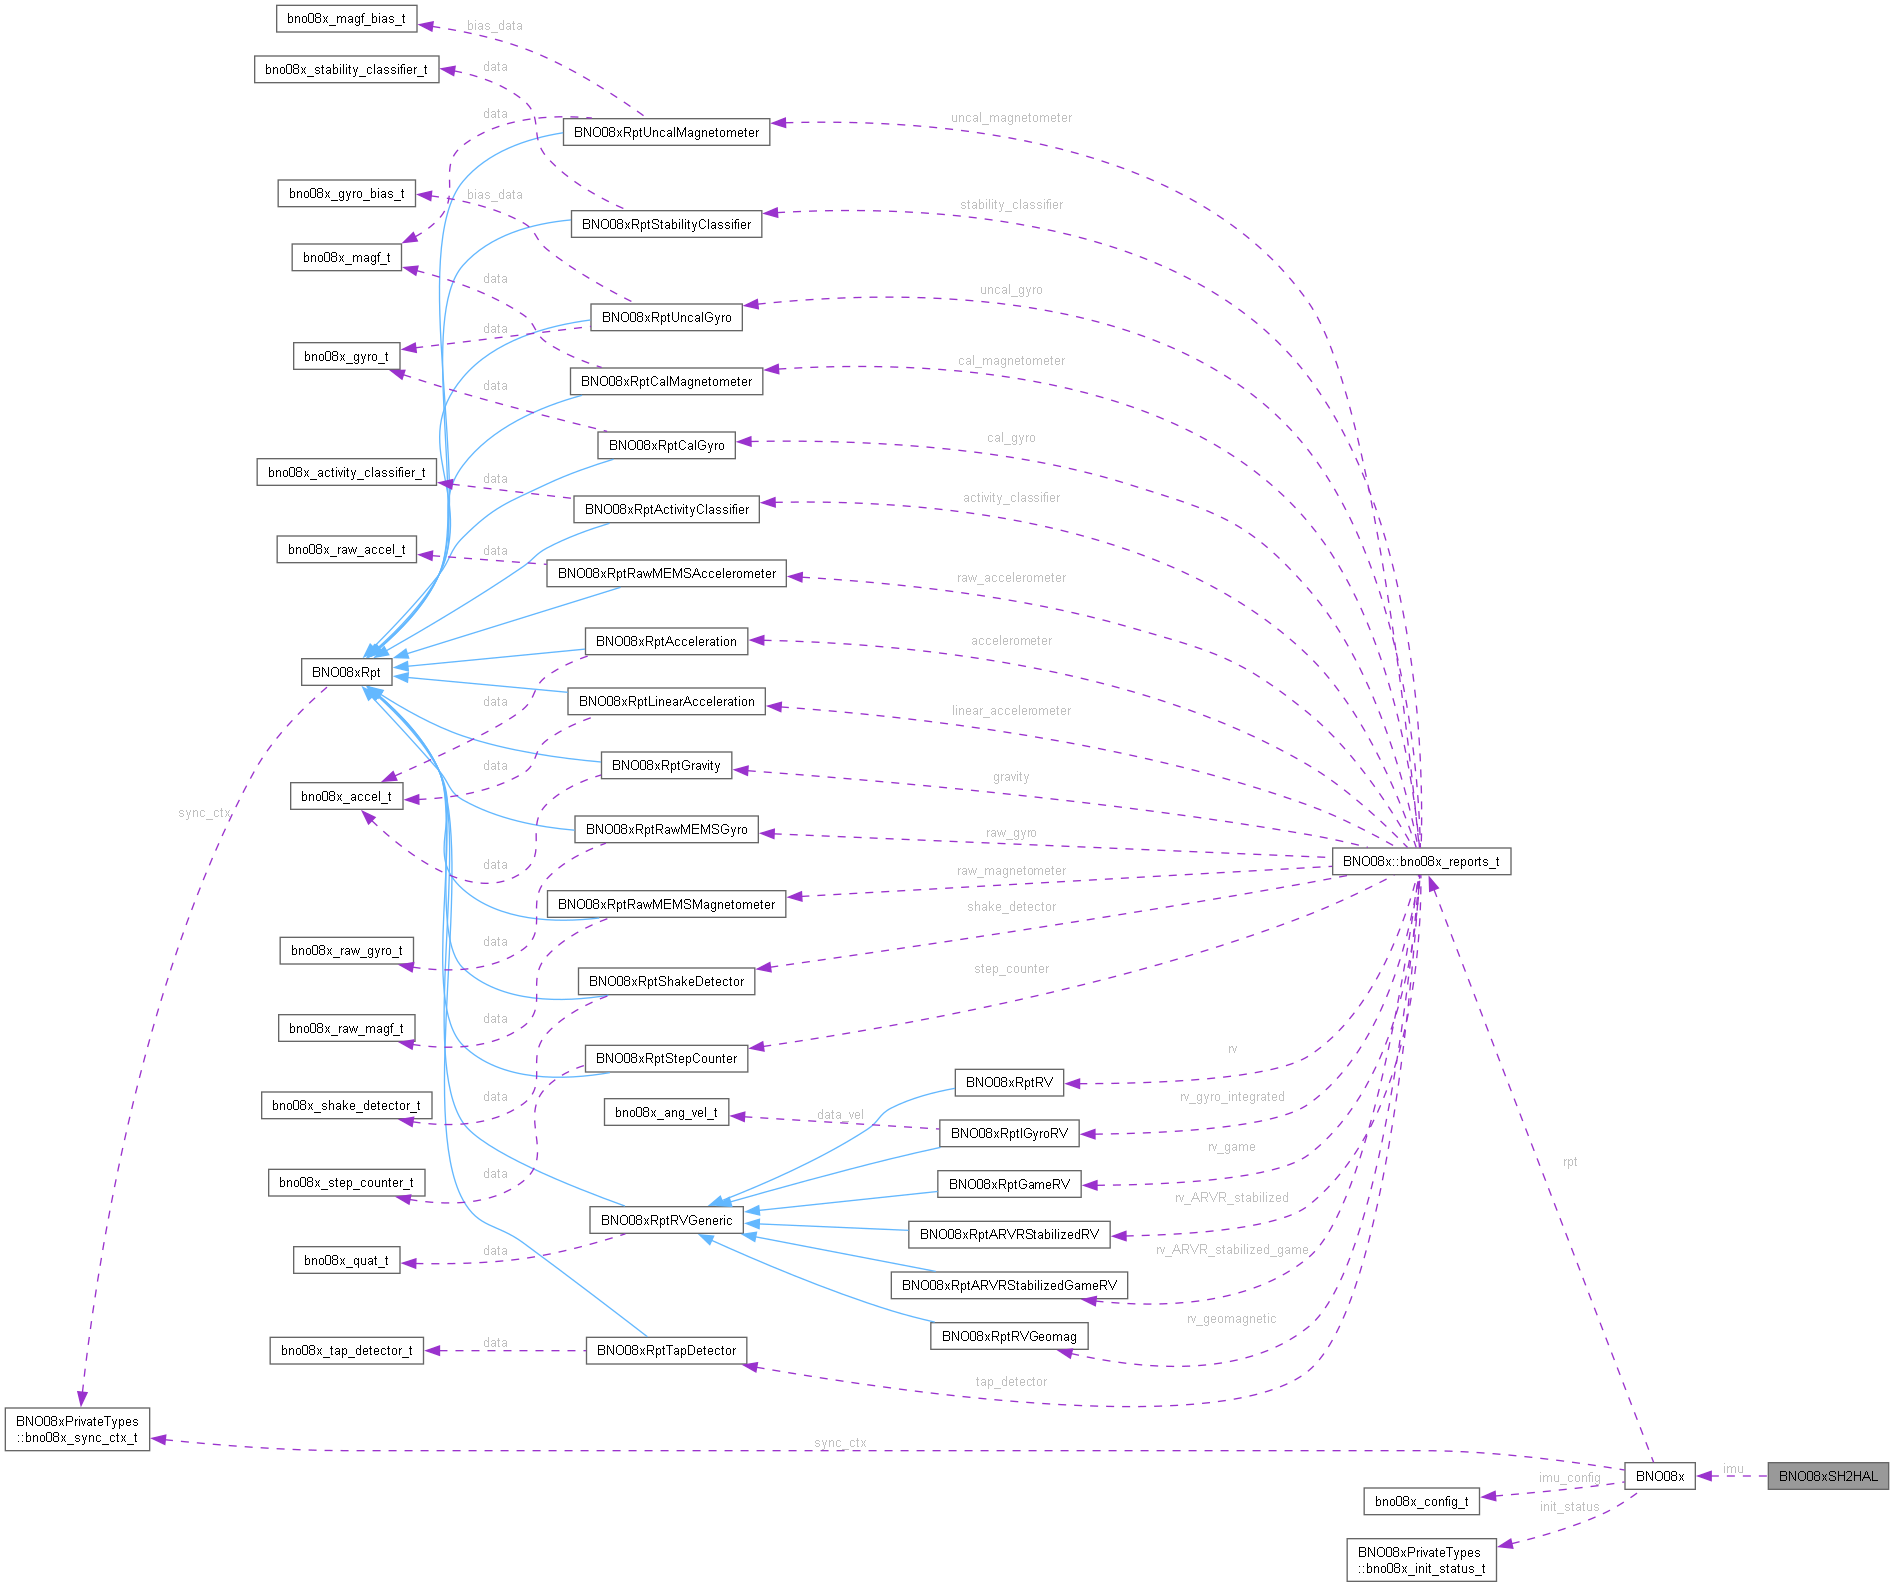 bno08x_magf_bias_t
bias_data
bno08x_stability_classifier_t
data
data
uncal_magnetometer
BNO08xRptUncalMagnetometer
bno08x_gyro_bias_t
bias_data
stability_classifier
BNO08xRptStabilityClassifier
bno08x_magf_t
data
uncal_gyro
BNO08xRptUncalGyro
data
bno08x_gyro_t
cal_magnetometer
BNO08xRptCalMagnetometer
data
cal_gyro
BNO08xRptCalGyro
bno08x_activity_classifier_t
data
activity_classifier
BNO08xRptActivityClassifier
bno08x_raw_accel_t
data
BNO08xRptRawMEMSAccelerometer
raw_accelerometer
BNO08xRptAcceleration
accelerometer
BNO08xRpt
data
BNO08xRptLinearAcceleration
linear_accelerometer
data
BNO08xRptGravity
gravity
bno08x_accel_t
sync_ctx
BNO08xRptRawMEMSGyro
raw_gyro
data
BNO08x::bno08x_reports_t
raw_magnetometer
BNO08xRptRawMEMSMagnetometer
shake_detector
bno08x_raw_gyro_t
data
step_counter
BNO08xRptShakeDetector
bno08x_raw_magf_t
data
BNO08xRptStepCounter
rv
BNO08xRptRV
bno08x_shake_detector_t
data
bno08x_ang_vel_t
data_vel
rv_gyro_integrated
BNO08xRptIGyroRV
rv_game
rpt
bno08x_step_counter_t
data
BNO08xRptGameRV
rv_ARVR_stabilized
BNO08xRptRVGeneric
BNO08xRptARVRStabilizedRV
bno08x_quat_t
data
rv_ARVR_stabilized_game
BNO08xRptARVRStabilizedGameRV
rv_geomagnetic
BNO08xRptRVGeomag
bno08x_tap_detector_t
data
BNO08xRptTapDetector
tap_detector
BNO08xPrivateTypes
::bno08x_sync_ctx_t
sync_ctx
BNO08x
imu
BNO08xSH2HAL
imu_config
bno08x_config_t
init_status
BNO08xPrivateTypes
::bno08x_init_status_t